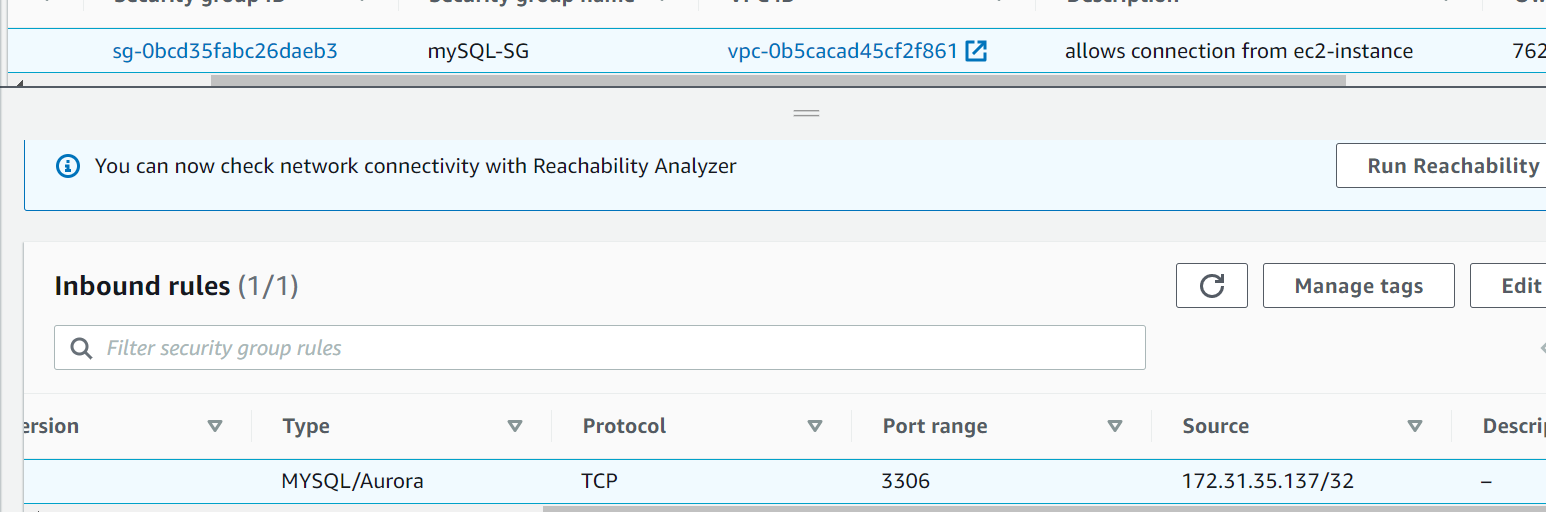 Security group ID Security group name VPC ID Description
sg-0bcd35fabc26daeb3 mySQL-SG vpc-0b5cacad45cf2f861 allows connection from ec2-instance 762
You can now check network connectivity with Reachability Analyzer
Run Reachability
Inbound rules (1/1)
Manage tags
Edit
Filter security group rules
ersion Type Protocol Port range Source Descrip
MYSQL/Aurora TCP 3306 172.31.35.137/32 –